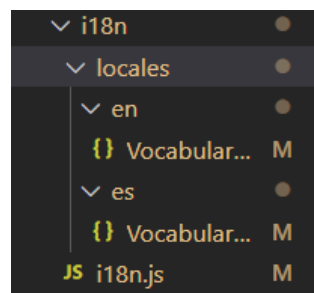 i18n
locales
en
{} Vocabular... M
es
{} Vocabular... M
JS i18n.js M